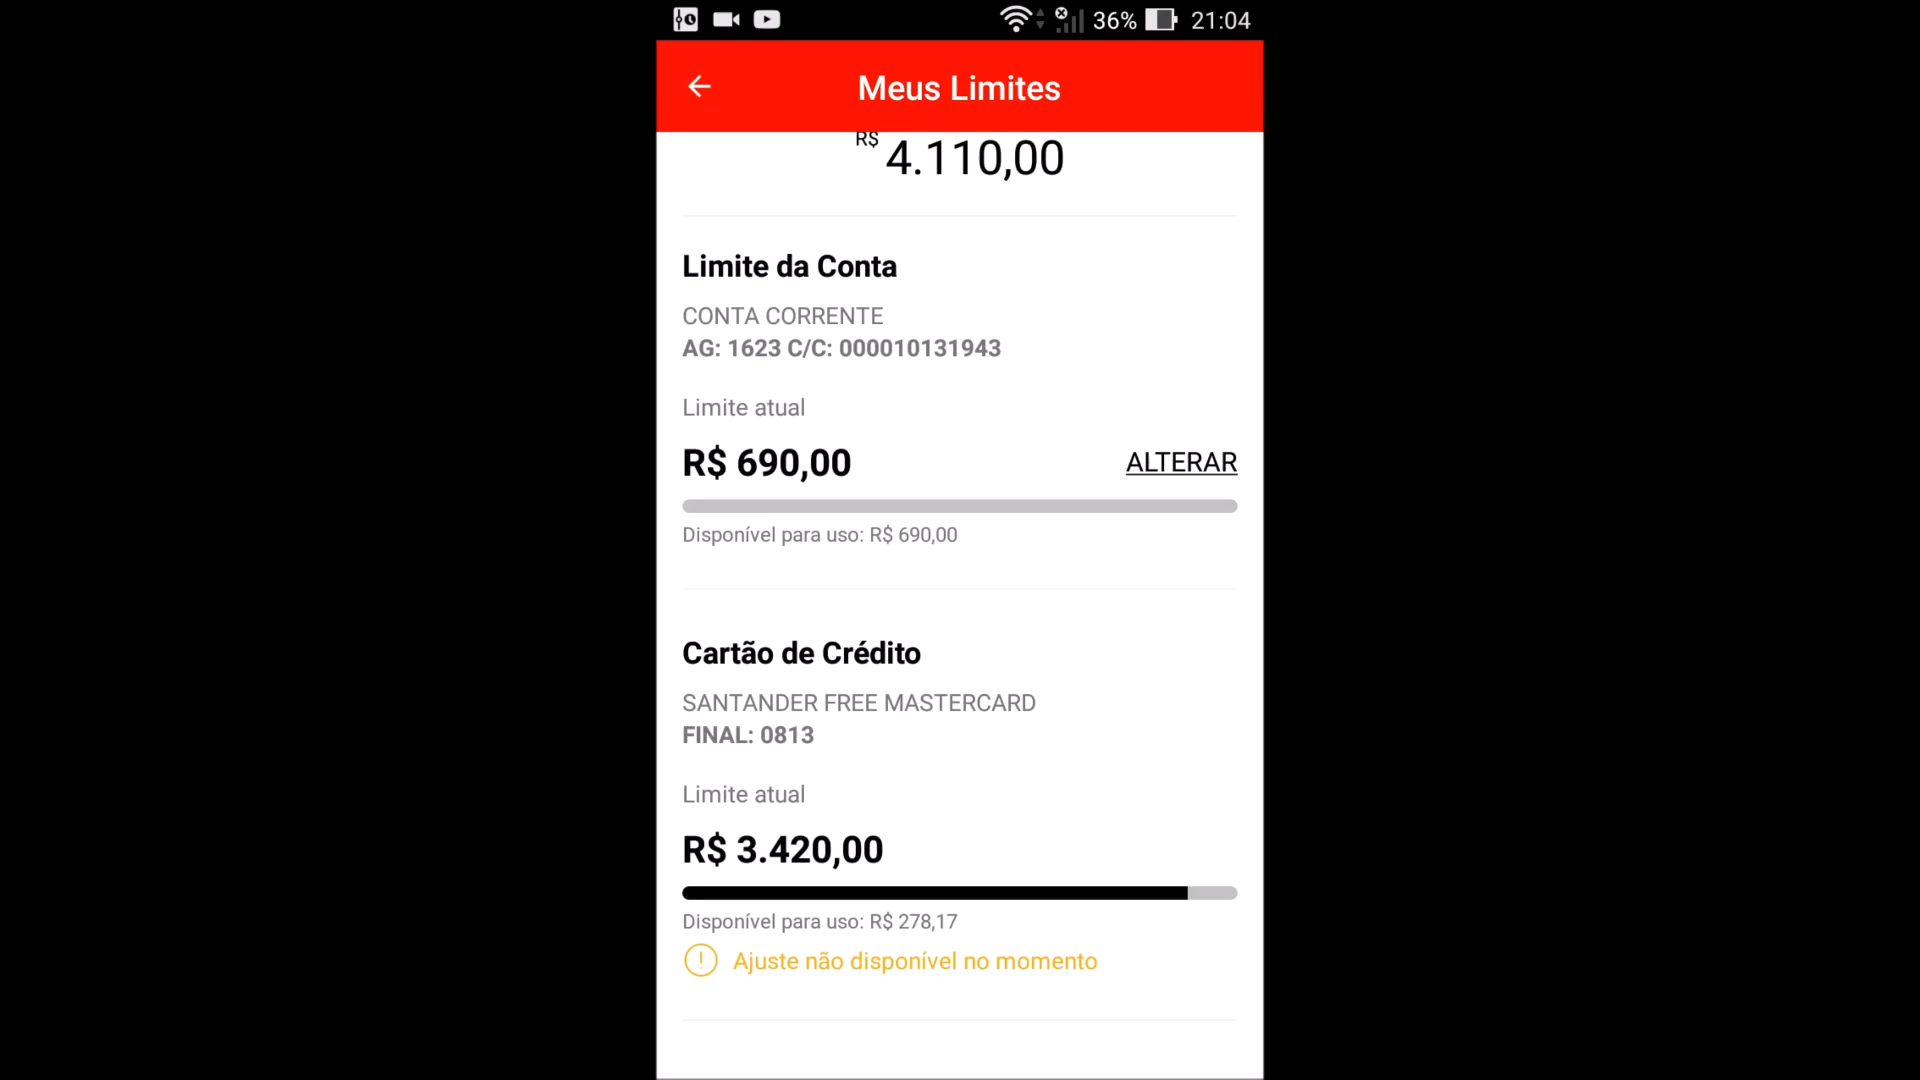 36% 21:04
Meus Limites
R$ 4.110,00
Limite da Conta
CONTA CORRENTE
AG: 1623 C/C: 000010131943
Limite atual
R$ 690,00 ALTERAR
Disponível para uso: R$ 690,00
Cartão de Crédito
SANTANDER FREE MASTERCARD
FINAL: 0813
Limite atual
R$ 3.420,00
Disponível para uso: R$ 278,17
Ajuste não disponível no momento